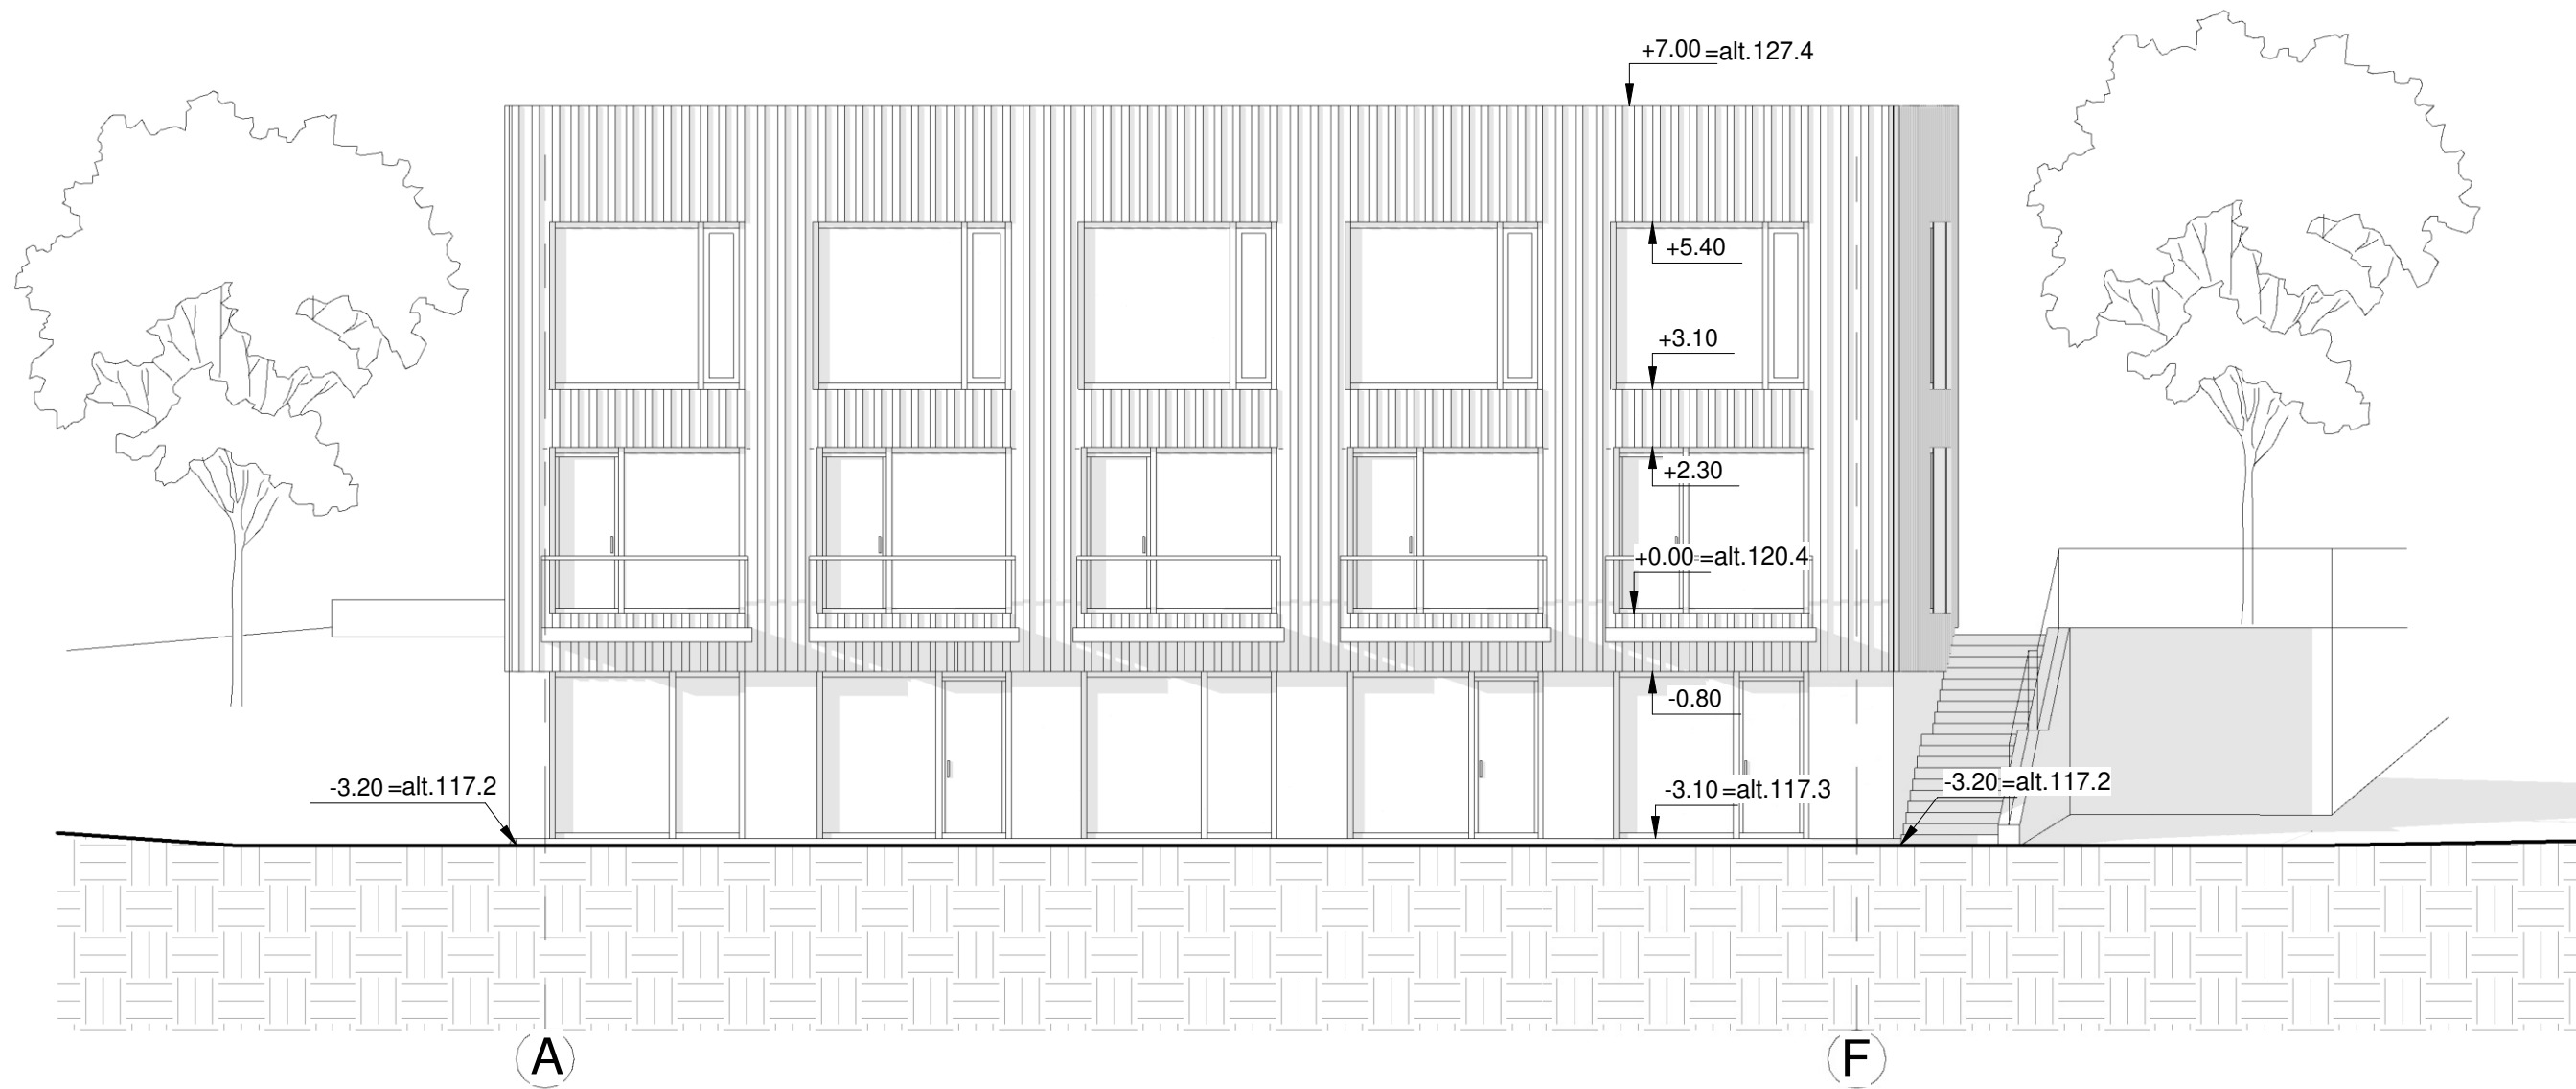 +7.00=alt.127.4
+5.40
+3.10
+2.30
+0.00=alt.120.4
-0.80
-3.20=alt.117.2
-3.10=alt.117.3
-3.20=alt.117.2
A
F